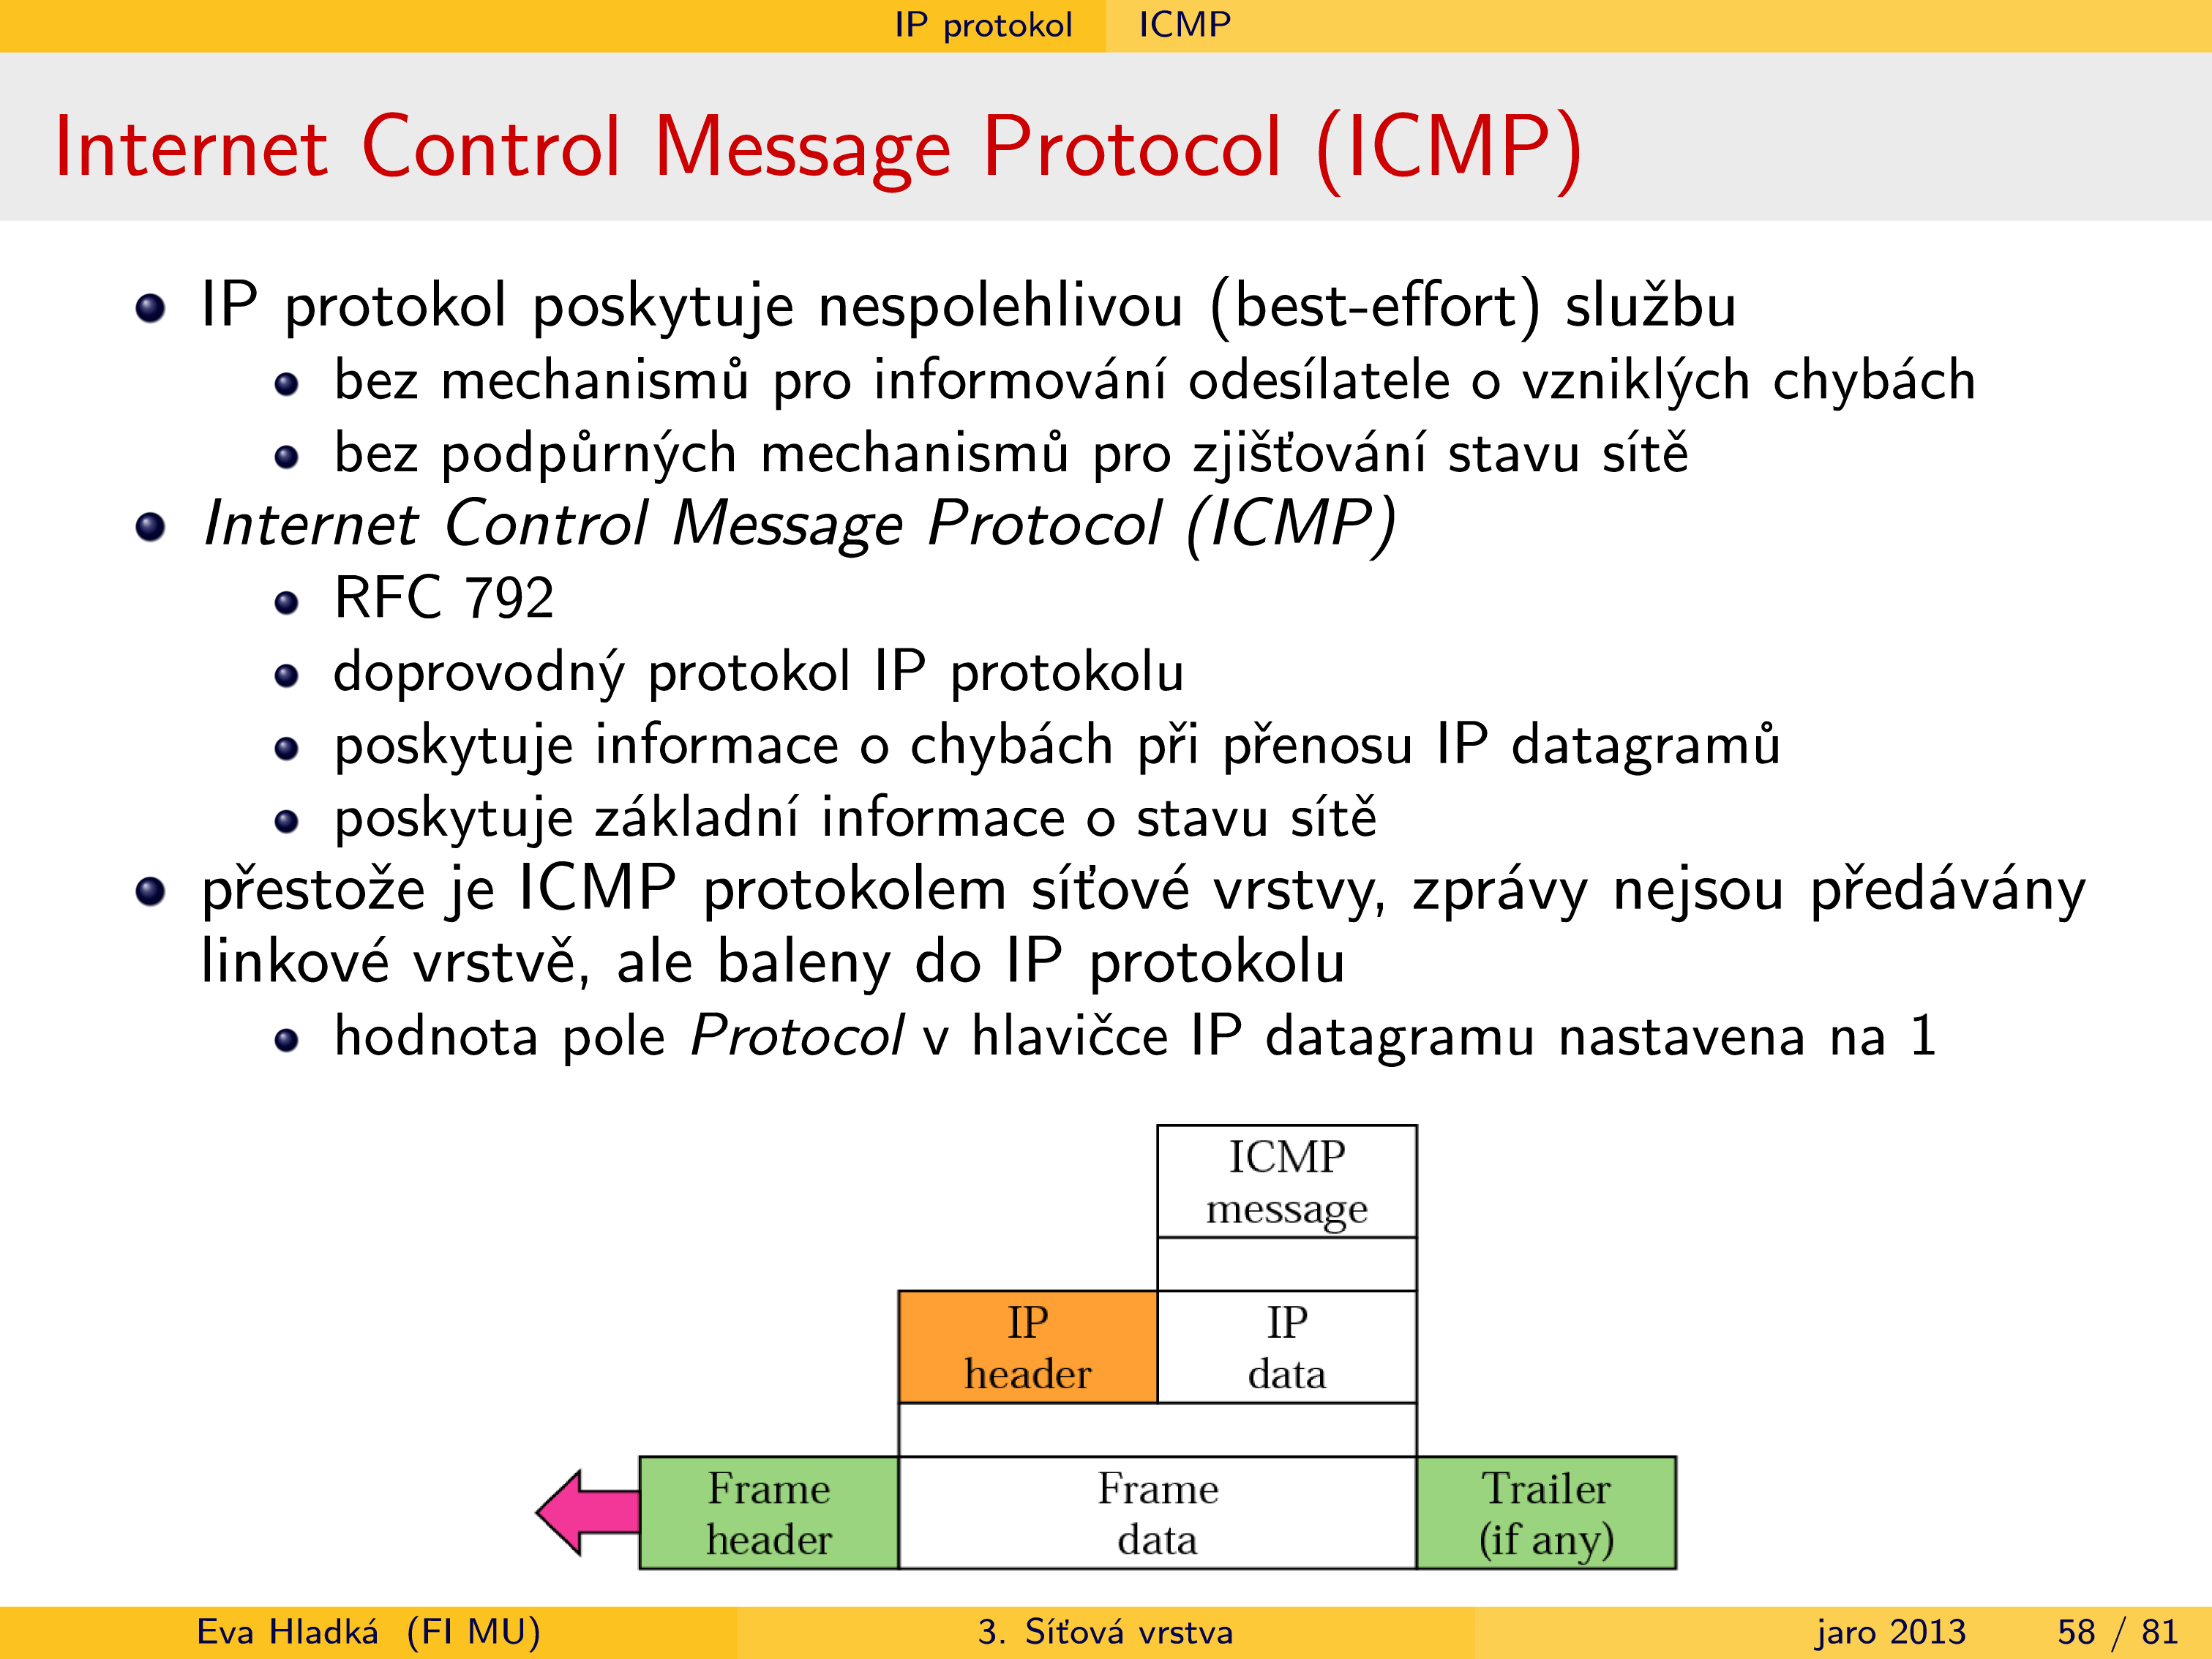 IP protokol ICMP
Internet Control Message Protocol (ICMP)
IP protokol poskytuje nespolehlivou (best-effort) službu
bez mechanismů pro informování odesílatele o vzniklých chybách
bez podpůrných mechanismů pro zjišťování stavu sítě
Internet Control Message Protocol (ICMP)
RFC 792
doprovodný protokol IP protokolu
poskytuje informace o chybách při přenosu IP datagramů
poskytuje základní informace o stavu sítě
přestože je ICMP protokolem síťové vrstvy, zprávy nejsou předávány
linkové vrstvě, ale baleny do IP protokolu
hodnota pole Protocol v hlavičce IP datagramu nastavena na 1
ICMP
message
IP
header
IP
data
Frame
header
Frame
data
Trailer
(if any)
Eva Hladká (FI MU) 3. Síťová vrstva jaro 2013 58 / 81